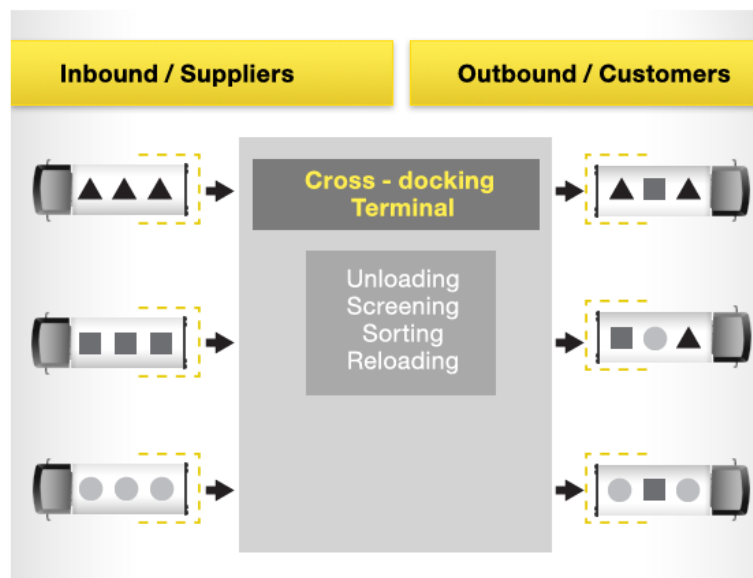 Inbound / Suppliers
Outbound / Customers
Cross - docking
Terminal
Unloading
Screening
Sorting
Reloading